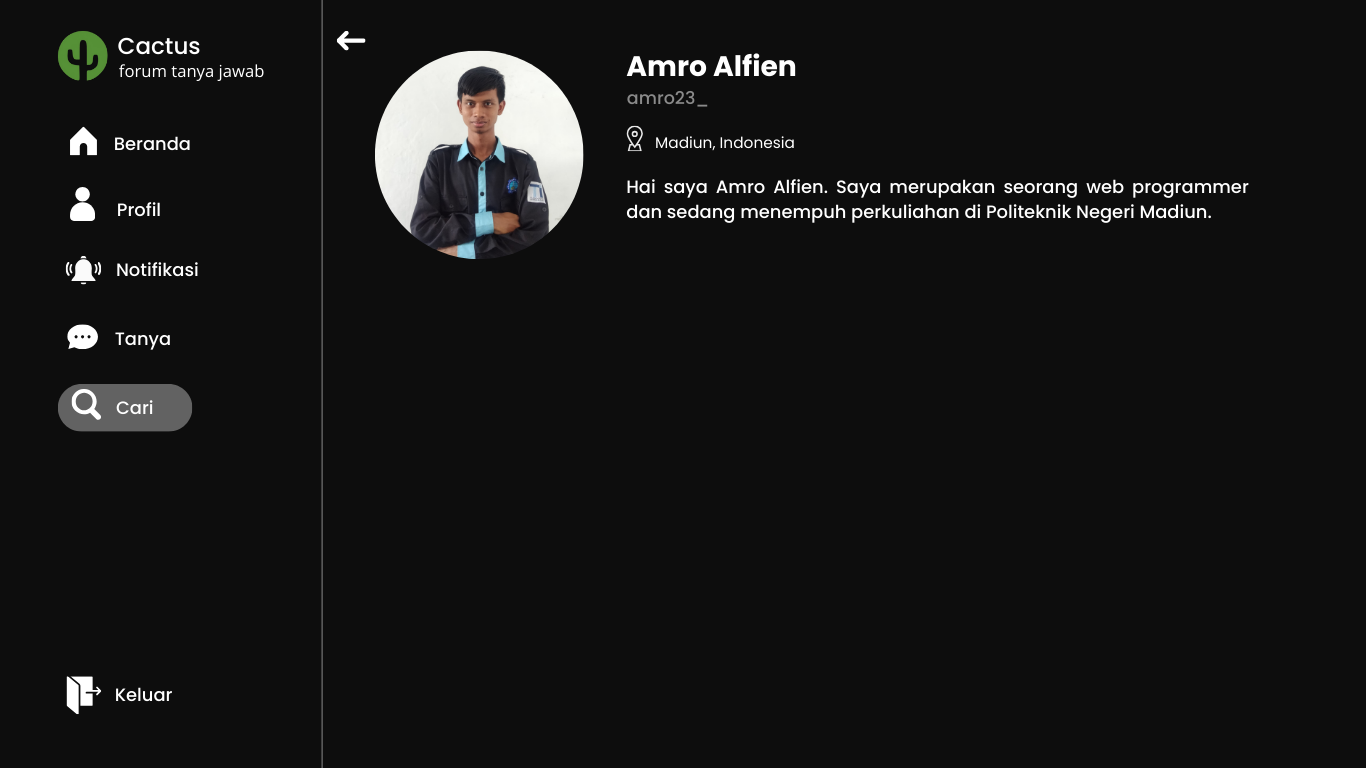 Cactus
forum tanya jawab
Beranda
Profil
Notifikasi
Tanya
Cari
Keluar
Amro Alfien
amro23_
Madiun, Indonesia
Hai saya Amro Alfien. Saya merupakan seorang web programmer
dan sedang menempuh perkuliahan di Politeknik Negeri Madiun.